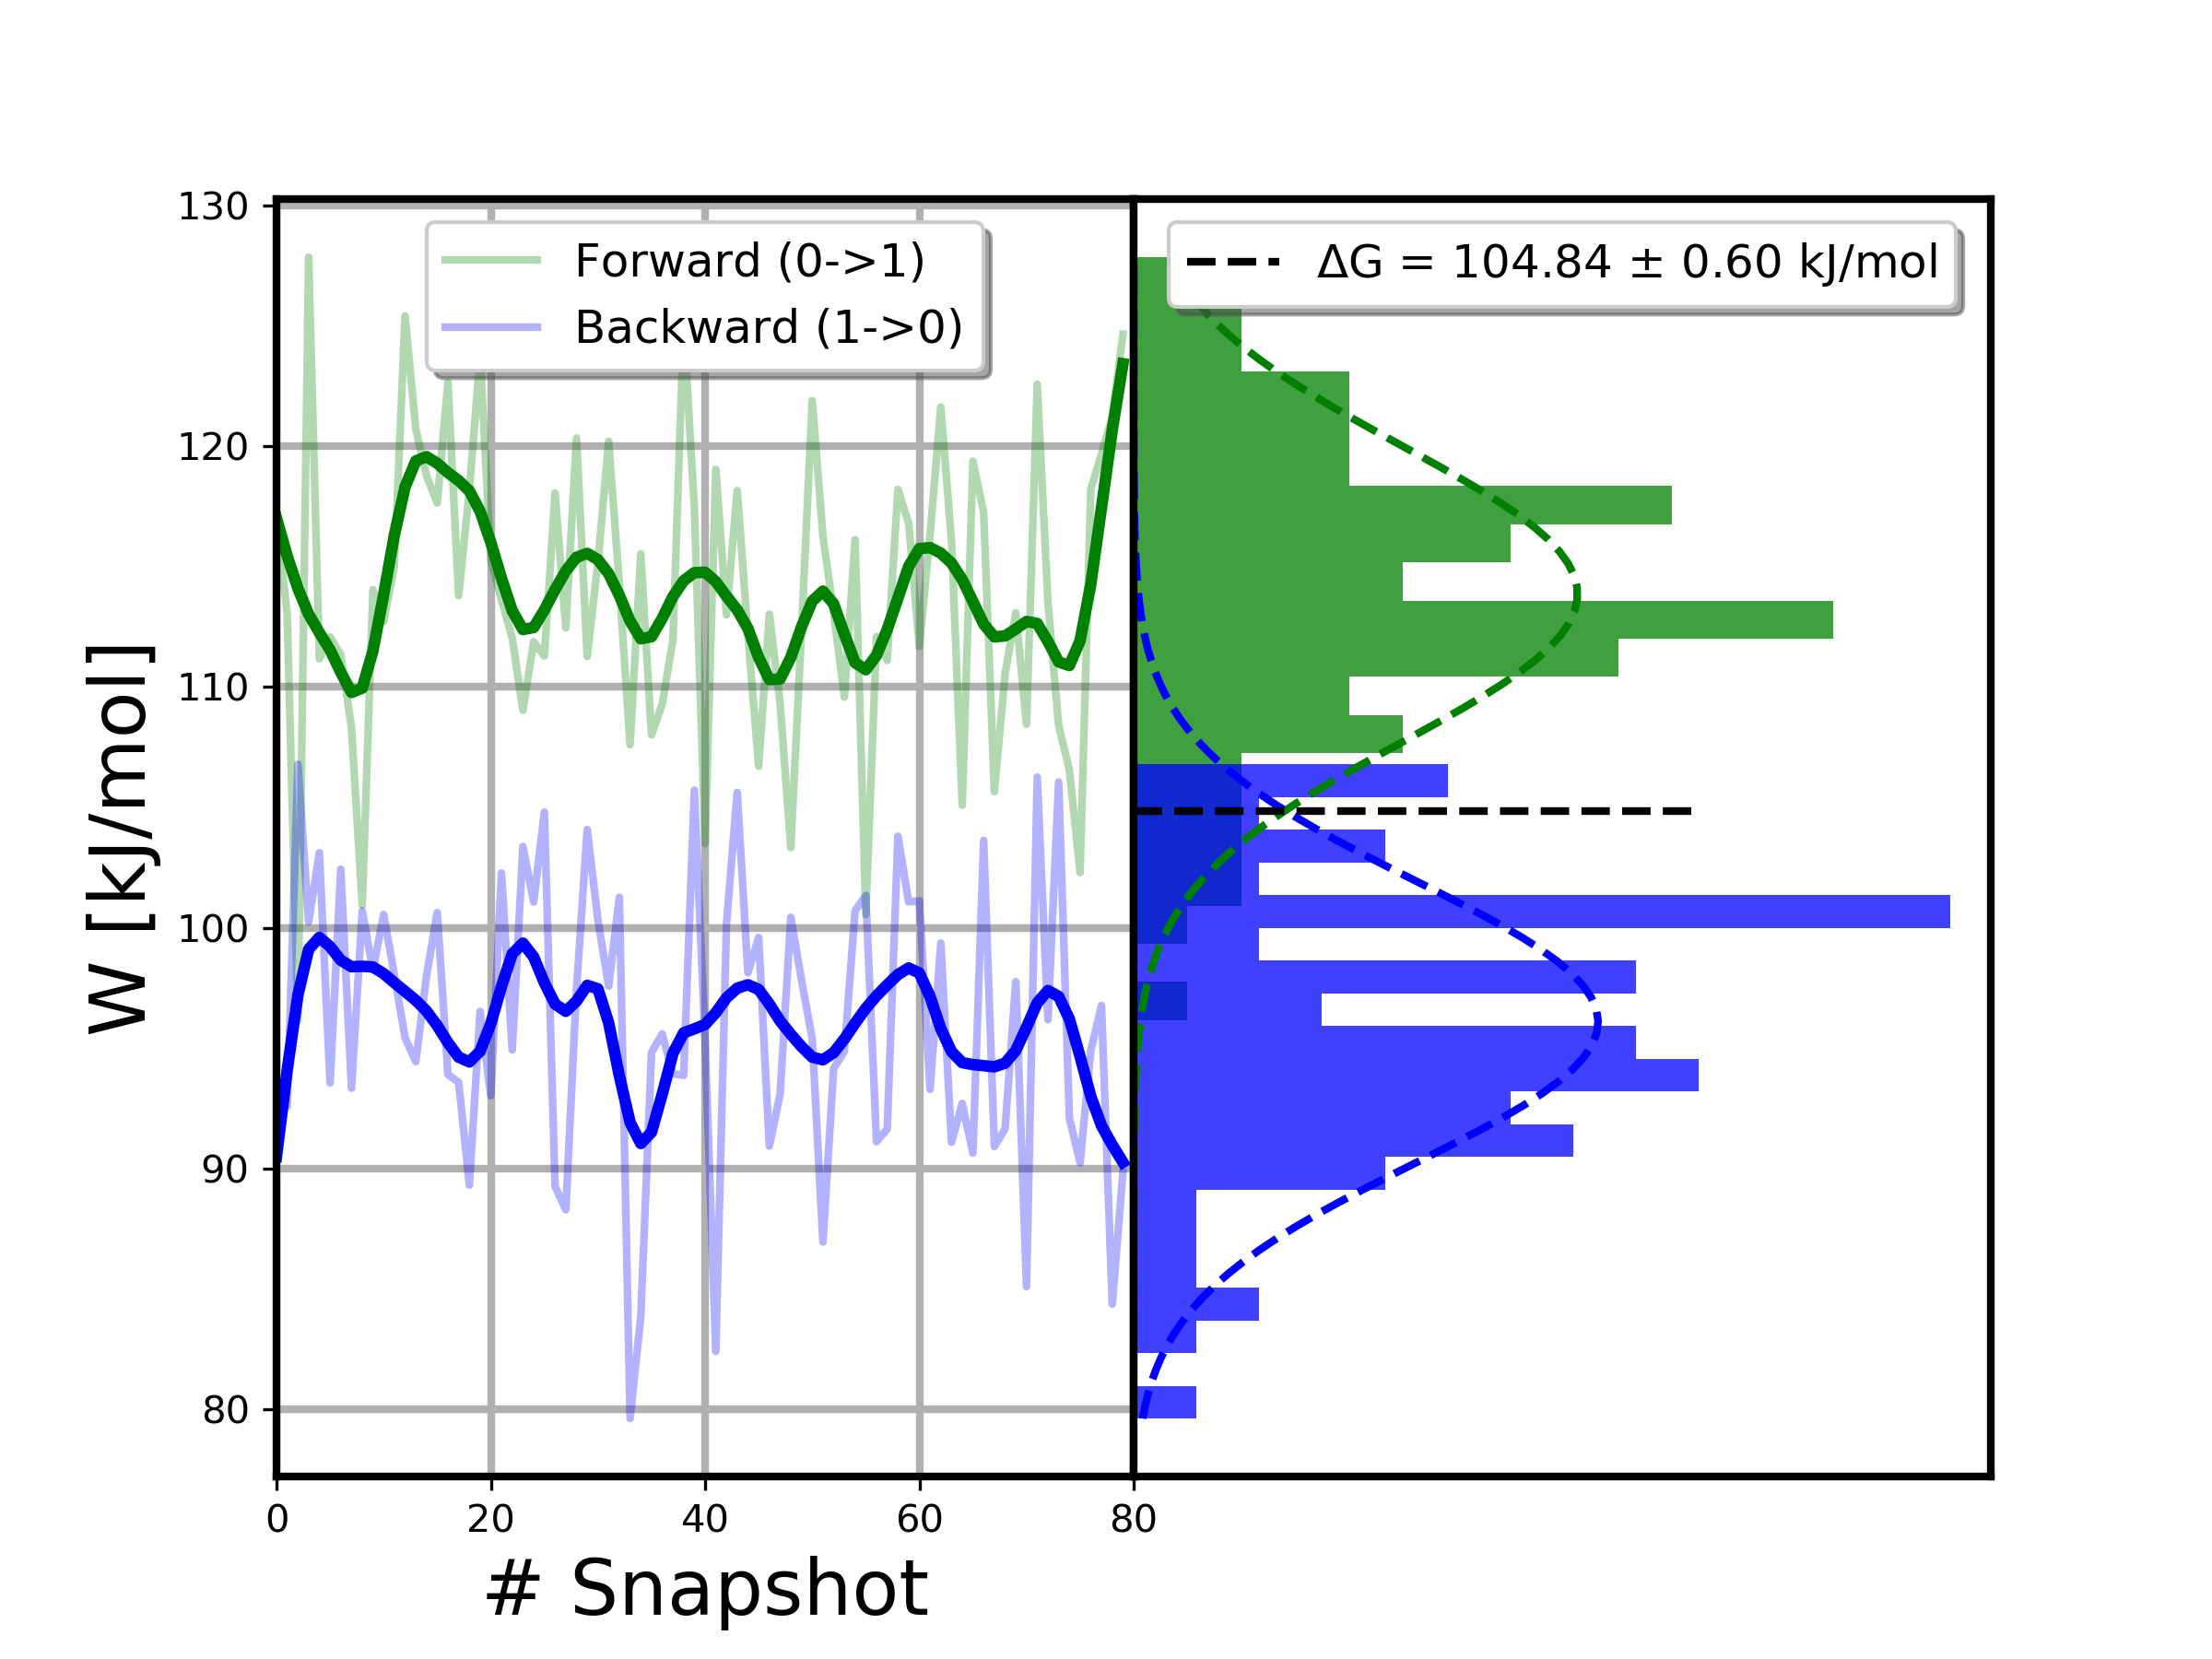 Forward (0->1)
Backward (1->0)
ΔG = 104.84 ± 0.60 kJ/mol
W [kJ/mol]
130
120
110
100
90
80
0 20 40 60 80
# Snapshot